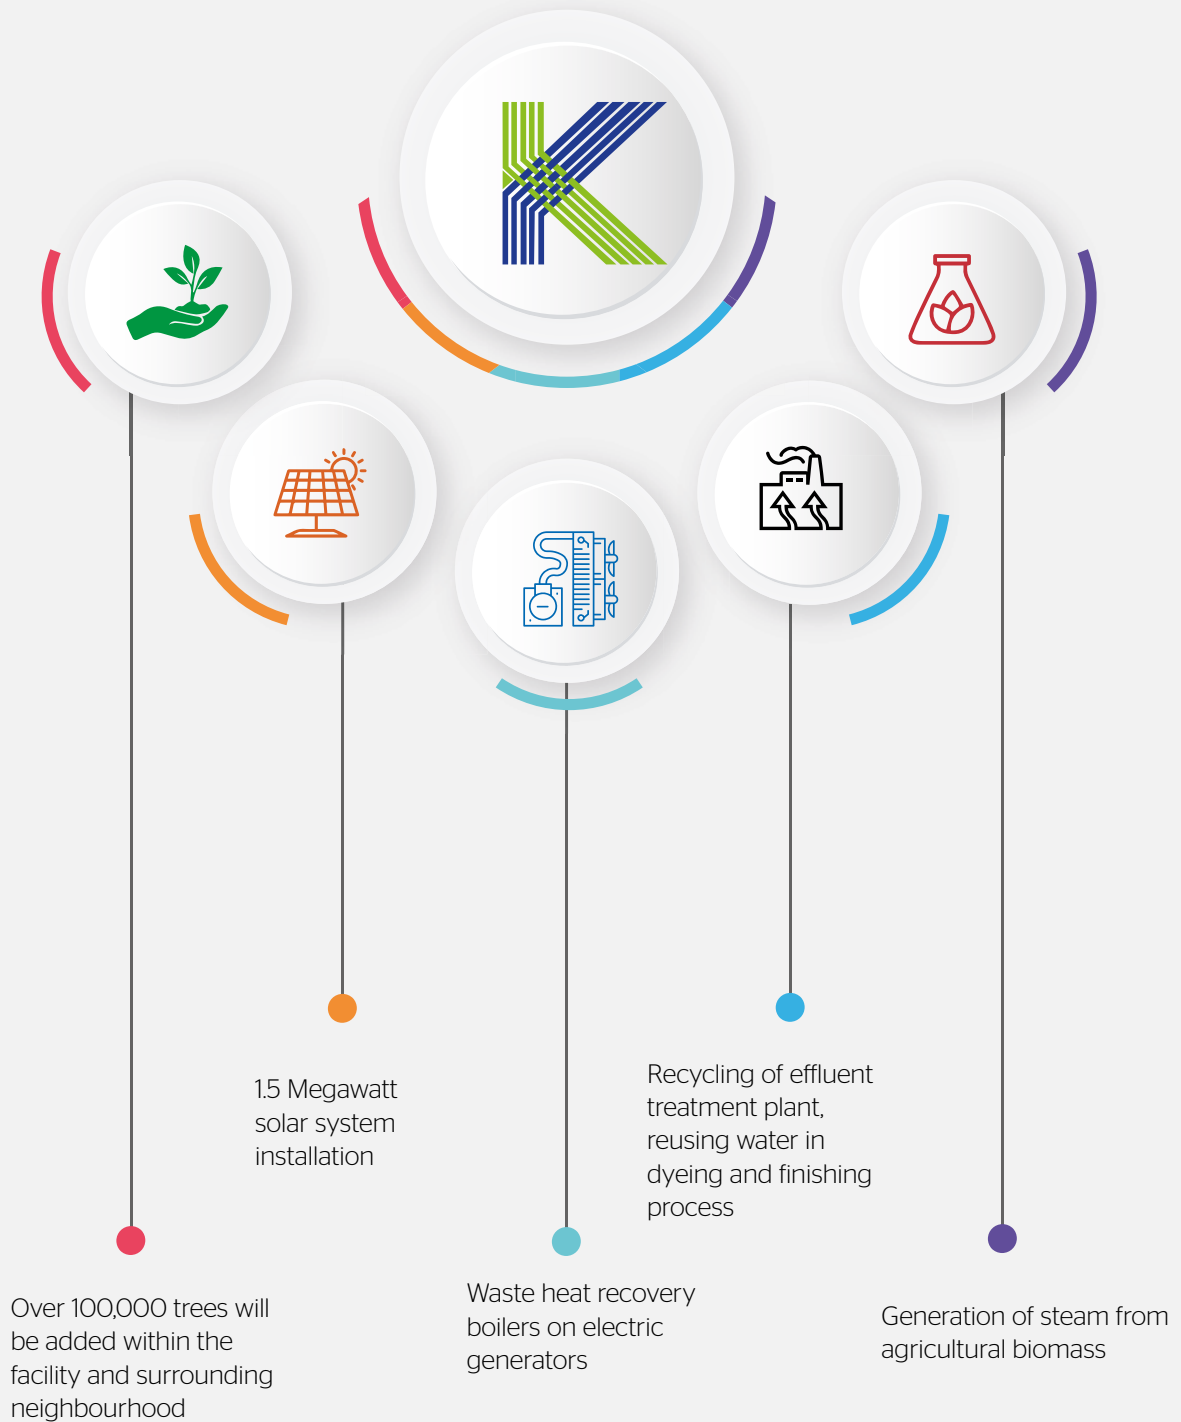 1.5 Megawatt
solar system
installation
Recycling of effluent
treatment plant,
reusing water in
dyeing and finishing
process
Over 100,000 trees will
be added within the
facility and surrounding
neighbourhood
Waste heat recovery
boilers on electric
generators
Generation of steam from
agricultural biomass